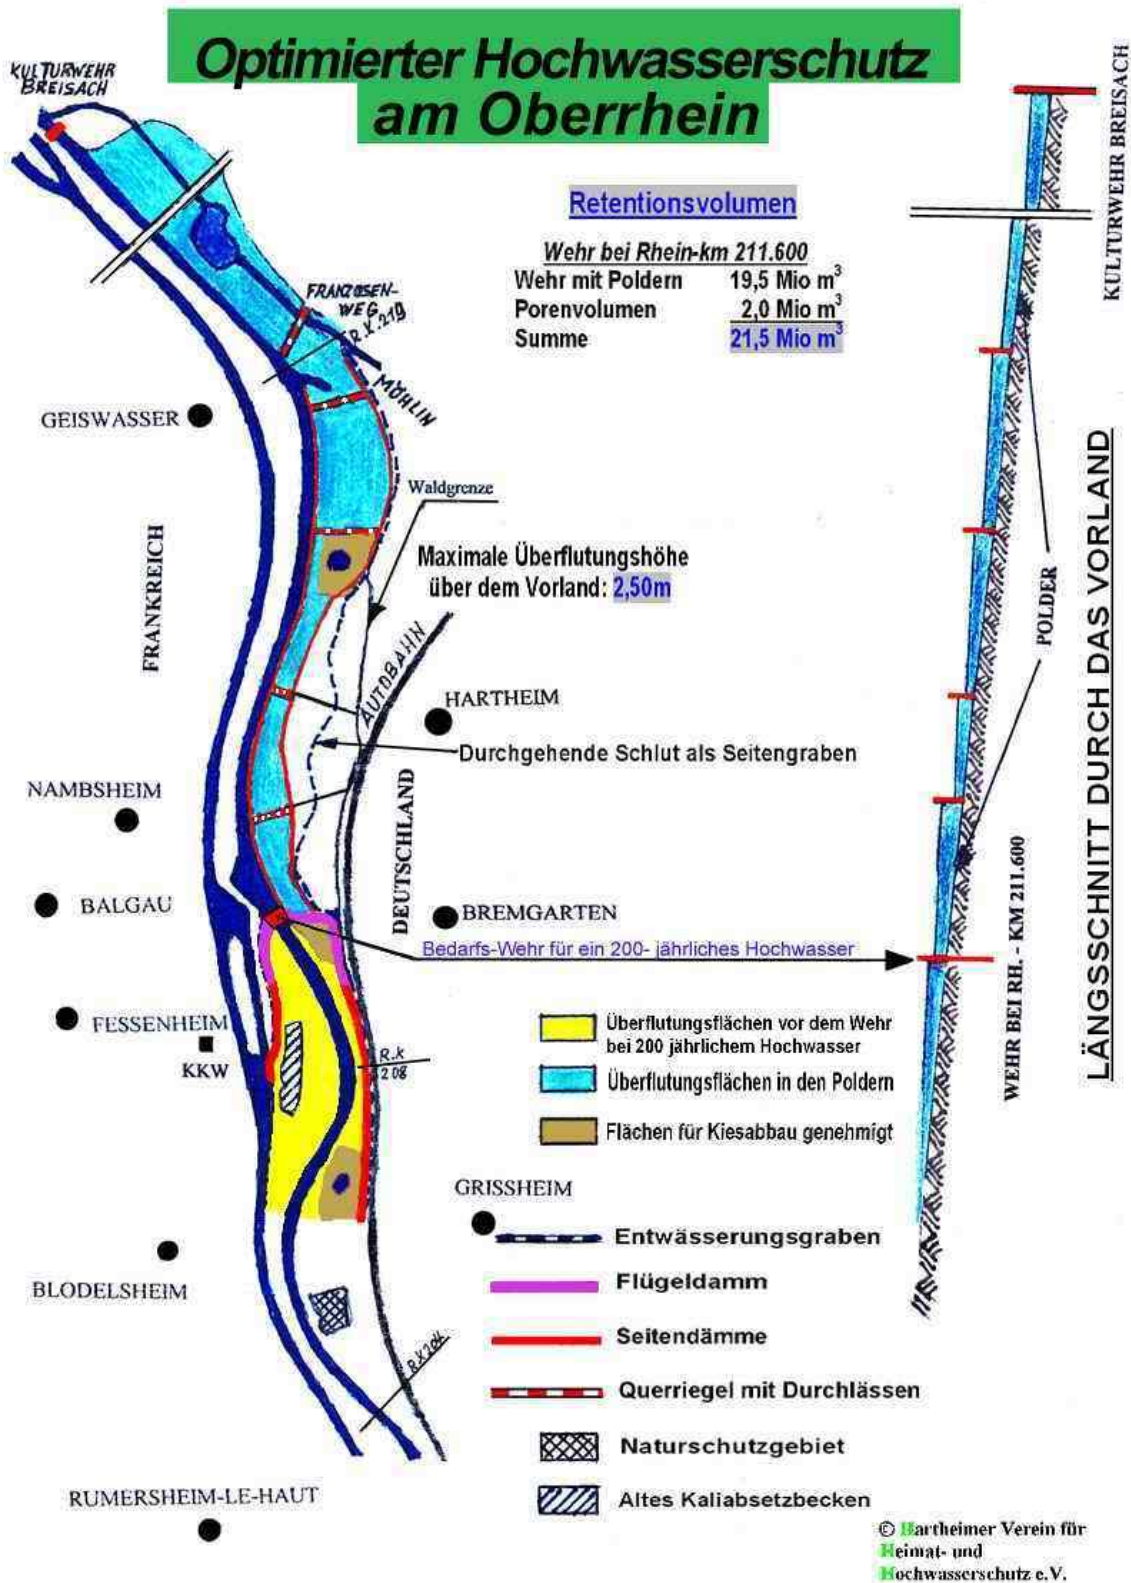 Optimierter Hochwasserschutz
am Oberrhein
KULTURWEHR
BREISACH
KULTURWEHR BREISACH
Retentionsvolumen
Wehr bei Rhein-km 211.600
Wehr mit Poldern 19,5 Mio m³
Porenvolumen 2,0 Mio m³
Summe 21,5 Mio m³
FRANZOSEN-
WEG
R.K.219
MÖHLIN
GEISWASSER
Waldgrenze
FRANKREICH
Maximale Überflutungshöhe
über dem Vorland: 2,50m
POLDER
LÄNGSSCHNITT DURCH DAS VORLAND
AUTOBAHN
HARTHEIM
Durchgehende Schlut als Seitengraben
NAMBSHEIM
DEUTSCHLAND
BALGAU
BREMGARTEN
Bedarfs-Wehr für ein 200- jährliches Hochwasser
WEHR BEI RH. - KM 211.600
FESSENHEIM
KKW
R.K
208
Überflutungsflächen vor dem Wehr
bei 200 jährlichem Hochwasser
Überflutungsflächen in den Poldern
Flächen für Kiesabbau genehmigt
GRISSHEIM
Entwässerungsgraben
BLODELSHEIM
Flügeldamm
Seitendämme
R.K204
Querriegel mit Durchlässen
Naturschutzgebiet
RUMERSHEIM-LE-HAUT
Altes Kaliabsetzbecken
© Hartheimer Verein für
Heimat- und
Hochwasserschutz e.V.